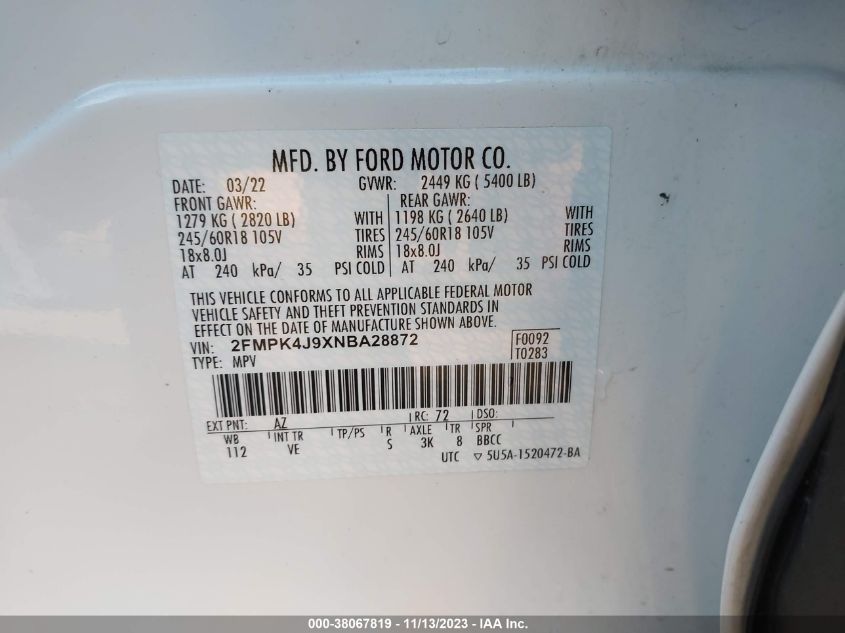 MFD. BY FORD MOTOR CO.
DATE: 03/22 GVWR: 2449 KG ( 5400 LB)
FRONT GAWR: REAR GAWR:
1279 KG ( 2820 LB) WITH 1198 KG ( 2640 LB) WITH
245/60R18 105V TIRES 245/60R18 105V TIRES
18x8.0J RIMS 18x8.0J RIMS
AT 240 kPa/ 35 PSI COLD AT 240 kPa/ 35 PSI COLD
THIS VEHICLE CONFORMS TO ALL APPLICABLE FEDERAL MOTOR
VEHICLE SAFETY AND THEFT PREVENTION STANDARDS IN
EFFECT ON THE DATE OF MANUFACTURE SHOWN ABOVE.
VIN: 2FMPK4J9XNBA28872 F0092
TYPE: MPV T0283
EXT PNT: AZ RC: 72 DSO:
WB INT TR TP/PS R AXLE TR SPR
112 VE S 3K 8 BBCC
UTC ▽ 5U5A-1520472-BA
000-38067819 - 11/13/2023 - IAA Inc.